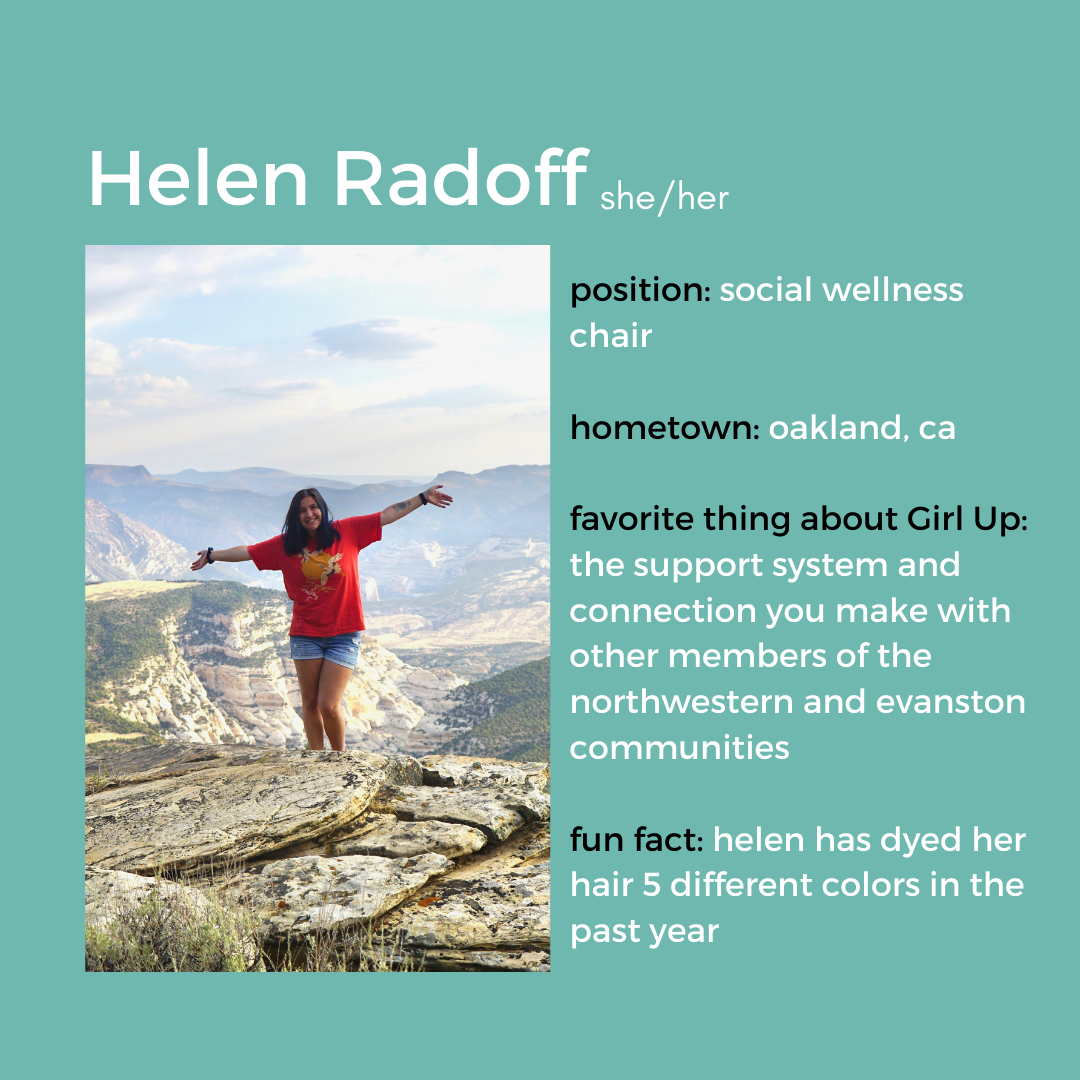 Helen Radoff she/her
position: social wellness
chair
hometown: oakland, ca
favorite thing about Girl Up:
the support system and
connection you make with
other members of the
northwestern and evanston
communities
fun fact: helen has dyed her
hair 5 different colors in the
past year